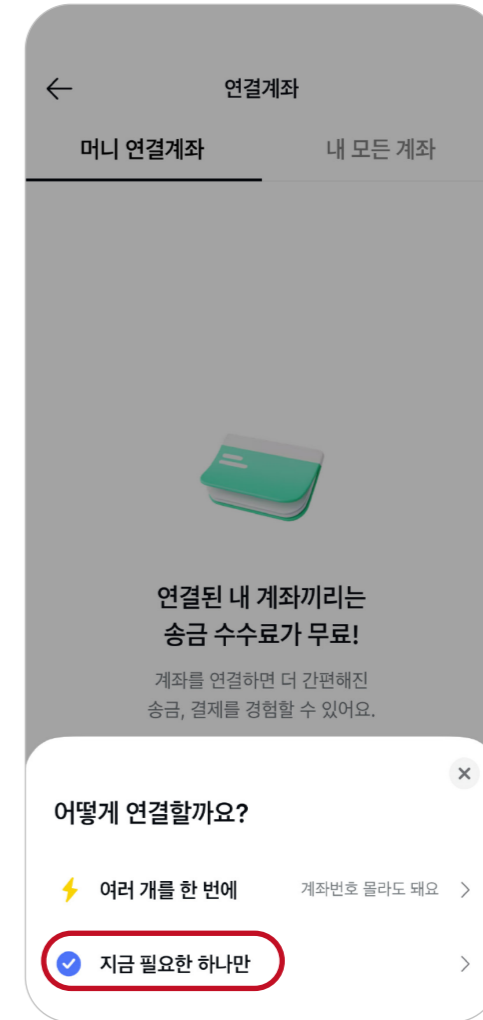 연결계좌
머니 연결계좌 내 모든 계좌
연결된 내 계좌끼리는
송금 수수료가 무료!
계좌를 연결하면 더 간편해진
송금, 결제를 경험할 수 있어요.
어떻게 연결할까요?
여러 개를 한 번에 계좌번호 몰라도 돼요
지금 필요한 하나만